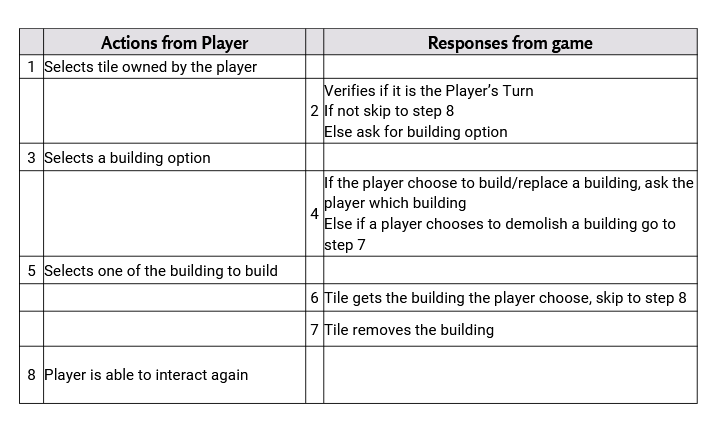 Actions from Player
Responses from game
1 Selects tile owned by the player
2 Verifies if it is the Player's Turn
If not skip to step 8
Else ask for building option
3 Selects a building option
4 If the player choose to build/replace a building, ask the
player which building
Else if a player chooses to demolish a building go to
step 7
5 Selects one of the building to build
6 Tile gets the building the player choose, skip to step 8
7 Tile removes the building
8 Player is able to interact again